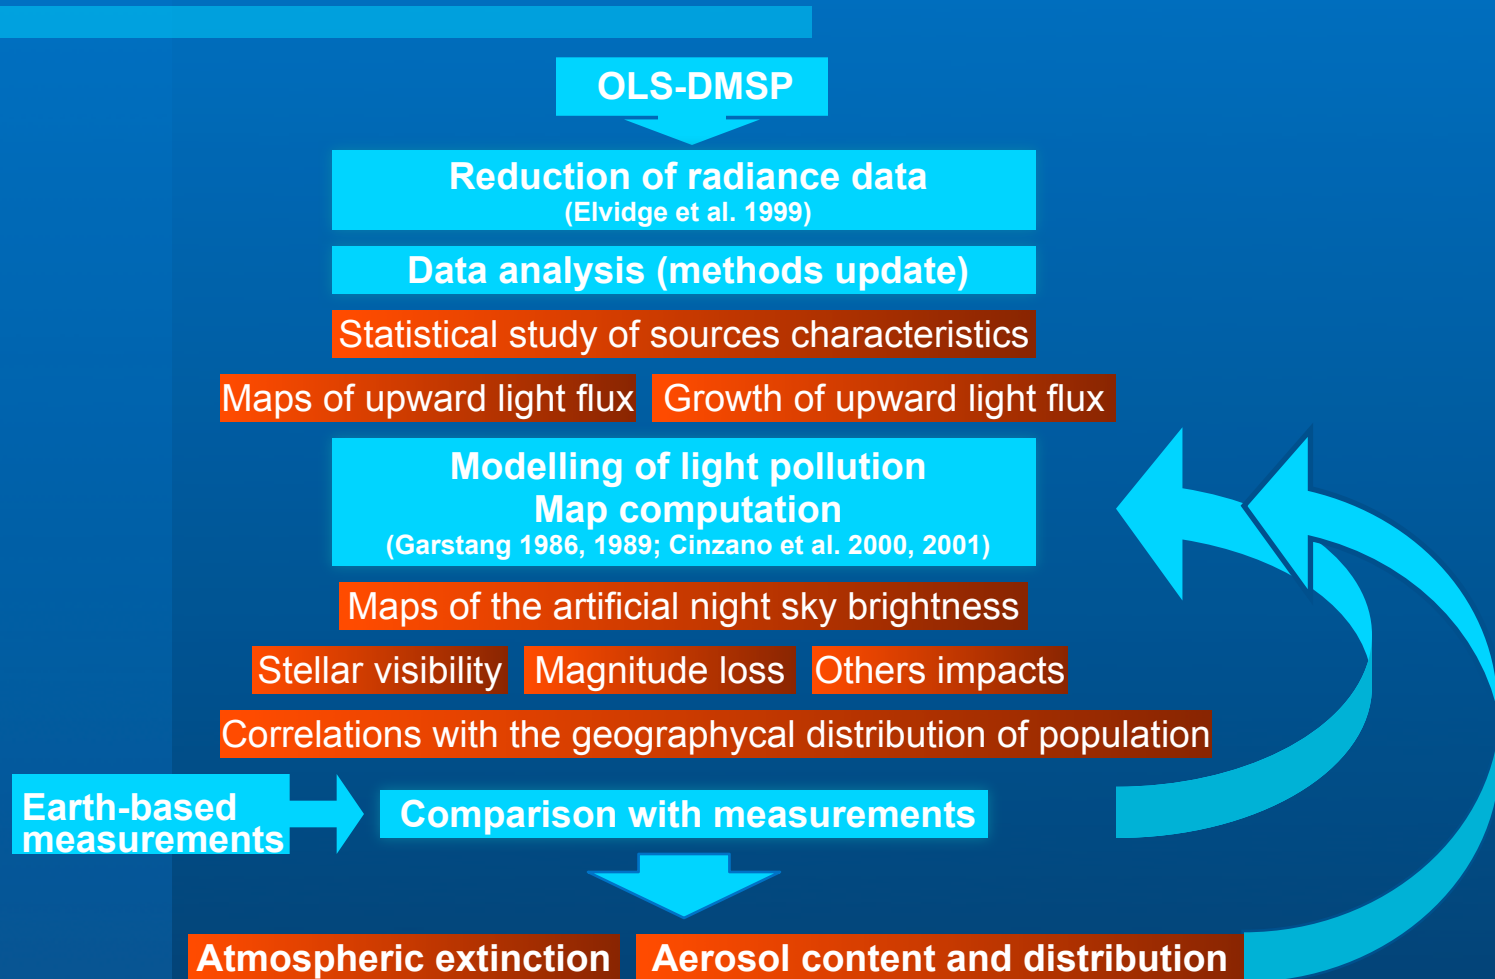 OLS-DMSP
Reduction of radiance data
(Elvidge et al. 1999)
Data analysis (methods update)
Statistical study of sources characteristics
Maps of upward light flux
Growth of upward light flux
Modelling of light pollution
Map computation
(Garstang 1986, 1989; Cinzano et al. 2000, 2001)
Maps of the artificial night sky brightness
Stellar visibility
Magnitude loss
Others impacts
Correlations with the geographycal distribution of population
Earth-based
measurements
Comparison with measurements
Atmospheric extinction
Aerosol content and distribution